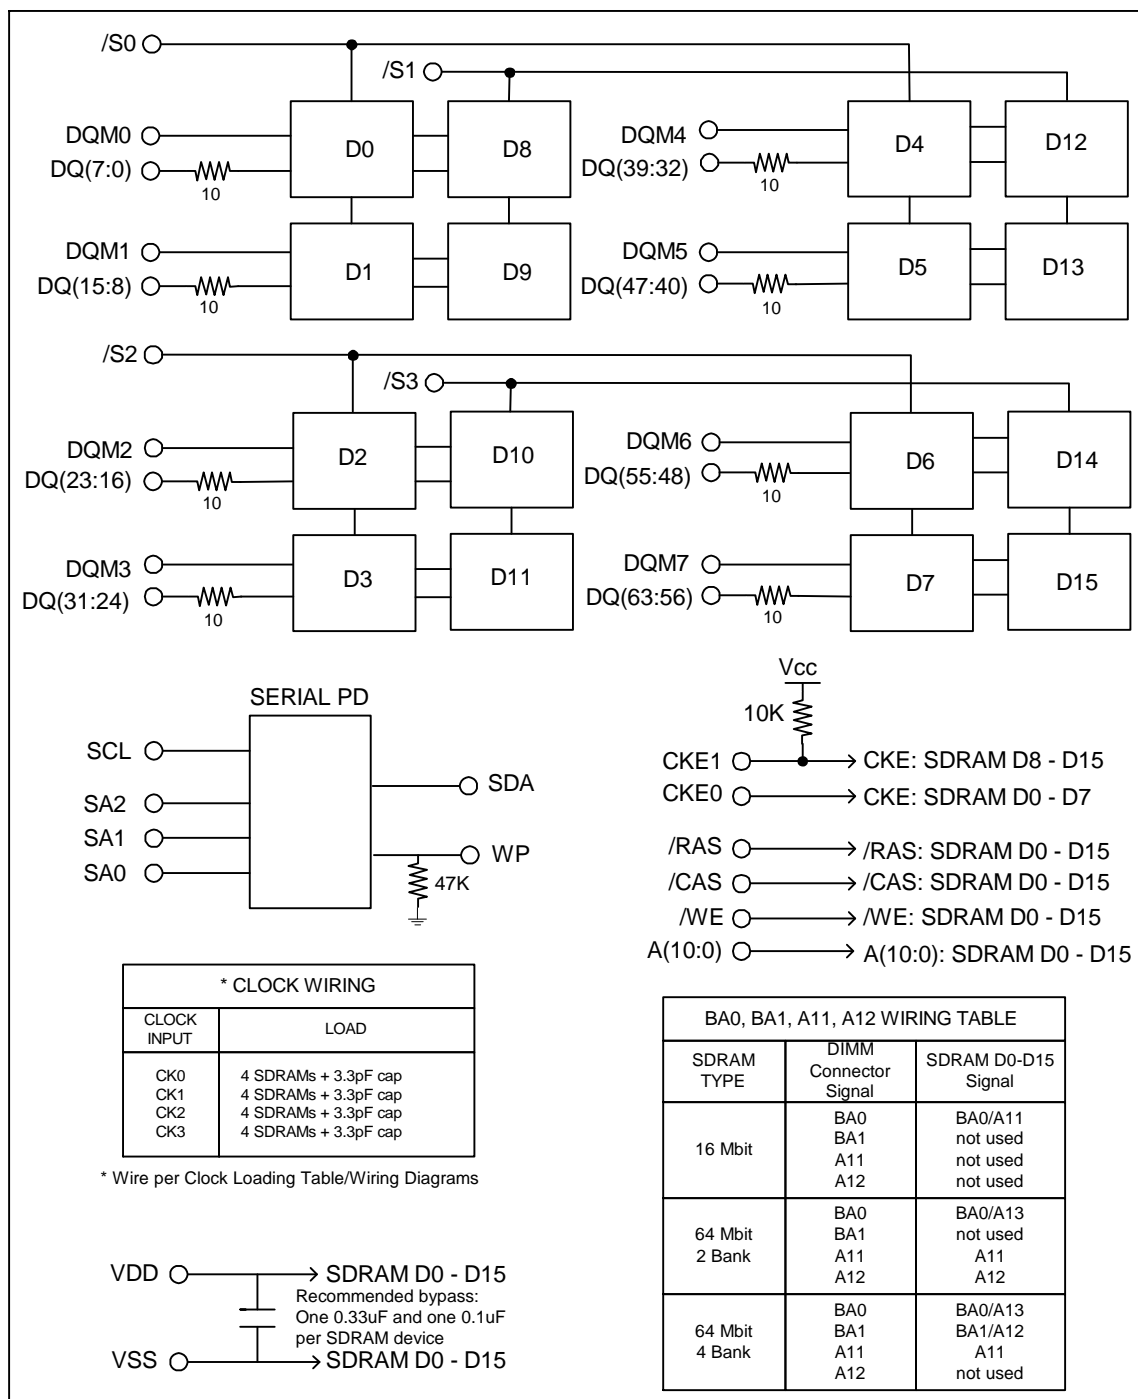 /S0
/S1
DQM0
DQ(7:0)
10
D0
D8
DQM4
DQ(39:32)
10
D4
D12
DQM1
DQ(15:8)
10
D1
D9
DQM5
DQ(47:40)
10
D5
D13
/S2
/S3
DQM2
DQ(23:16)
10
D2
D10
DQM6
DQ(55:48)
10
D6
D14
DQM3
DQ(31:24)
10
D3
D11
DQM7
DQ(63:56)
10
D7
D15
SERIAL PD
SCL
SA2
SA1
SA0
SDA
WP
47K
Vcc
10K
CKE1 CKE: SDRAM D8 - D15
CKE0 CKE: SDRAM D0 - D7
/RAS /RAS: SDRAM D0 - D15
/CAS /CAS: SDRAM D0 - D15
/WE /WE: SDRAM D0 - D15
A(10:0) A(10:0): SDRAM D0 - D15
* CLOCK WIRING
CLOCK INPUT LOAD
CK0 4 SDRAMs + 3.3pF cap
CK1 4 SDRAMs + 3.3pF cap
CK2 4 SDRAMs + 3.3pF cap
CK3 4 SDRAMs + 3.3pF cap
* Wire per Clock Loading Table/Wiring Diagrams
VDD SDRAM D0 - D15
Recommended bypass:
One 0.33uF and one 0.1uF
per SDRAM device
VSS SDRAM D0 - D15
BA0, BA1, A11, A12 WIRING TABLE
SDRAM TYPE DIMM Connector Signal SDRAM D0-D15 Signal
16 Mbit
BA0 BA0/A11
BA1 not used
A11 not used
A12 not used
64 Mbit 2 Bank
BA0 BA0/A13
BA1 not used
A11 A11
A12 A12
64 Mbit 4 Bank
BA0 BA0/A13
BA1 BA1/A12
A11 A11
A12 not used